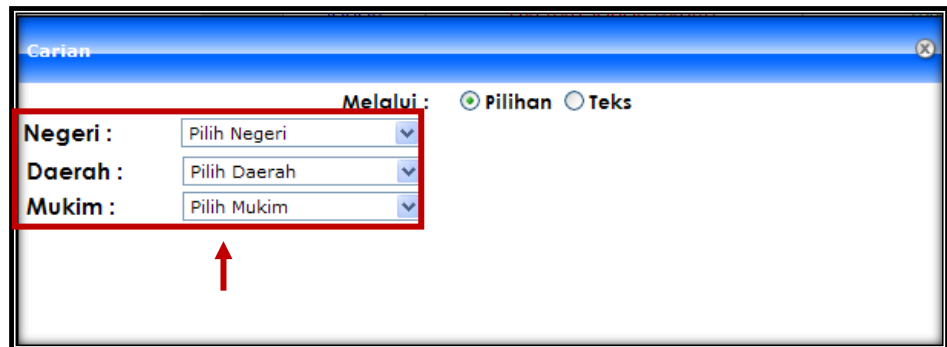 Carian
Melalui : Pilihan Teks
Negeri : Pilih Negeri
Daerah : Pilih Daerah
Mukim : Pilih Mukim